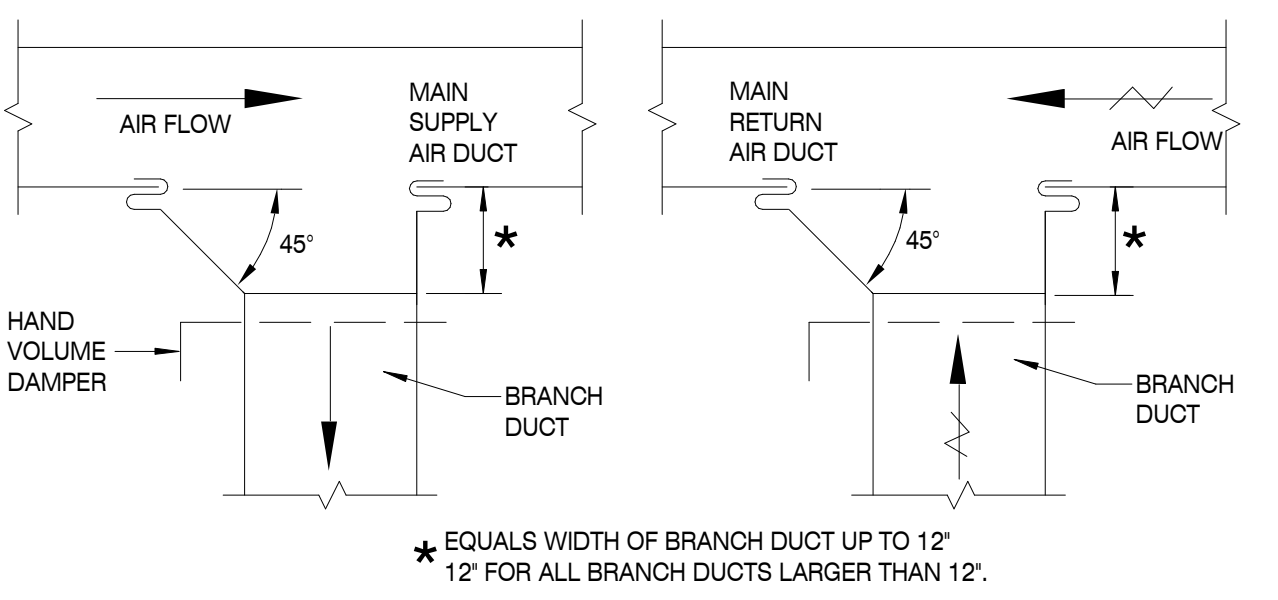 AIR FLOW
MAIN
SUPPLY
AIR DUCT
45°
*
HAND
VOLUME
DAMPER
BRANCH
DUCT
MAIN
RETURN
AIR DUCT
AIR FLOW
45°
*
BRANCH
DUCT
* EQUALS WIDTH OF BRANCH DUCT UP TO 12"
12" FOR ALL BRANCH DUCTS LARGER THAN 12".